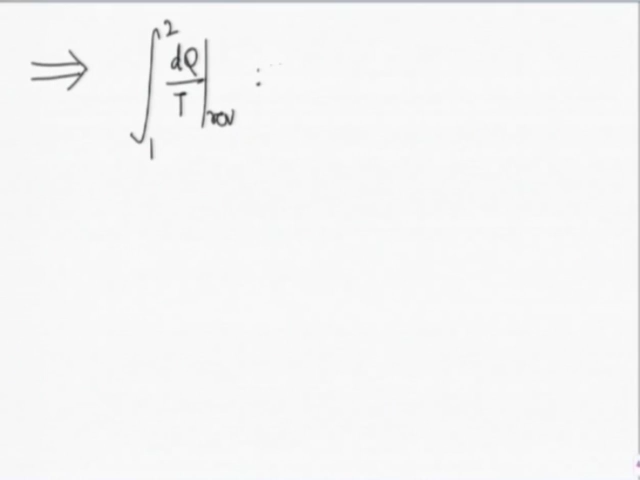 ⇒ ∫₁² dQ/T |rev :